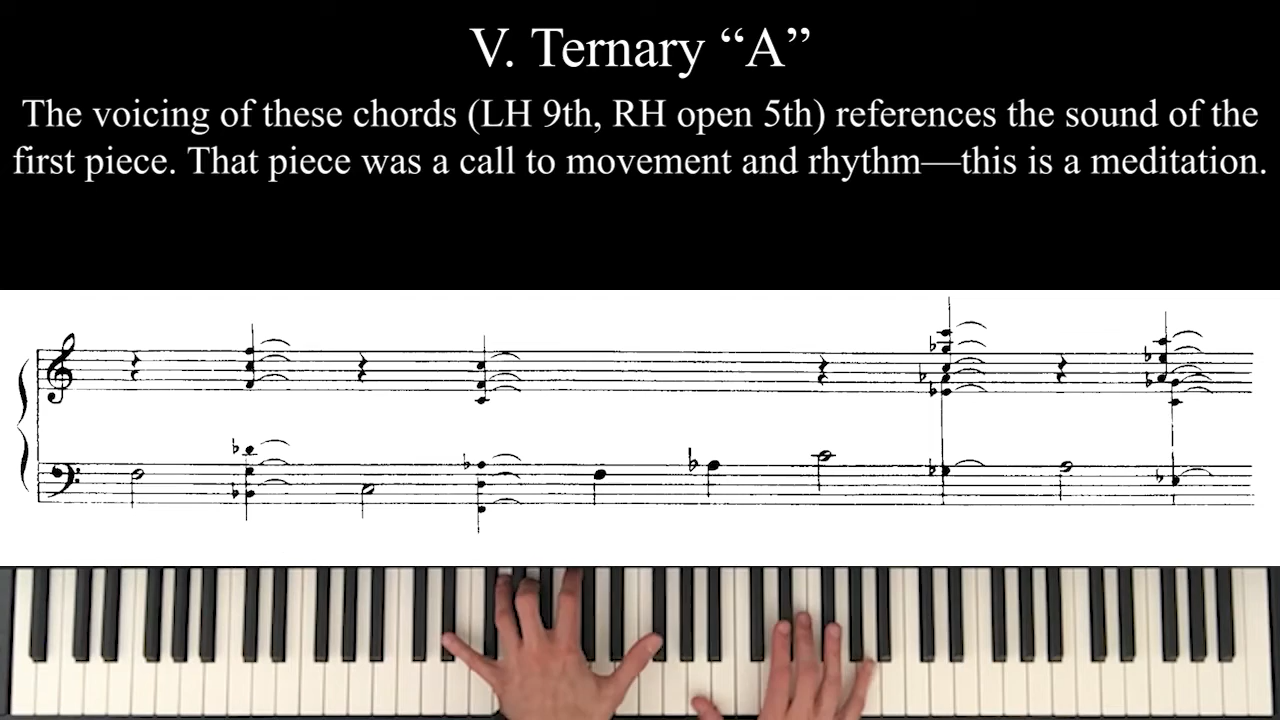 V. Ternary “A”
The voicing of these chords (LH 9th, RH open 5th) references the sound of the
first piece. That piece was a call to movement and rhythm—this is a meditation.